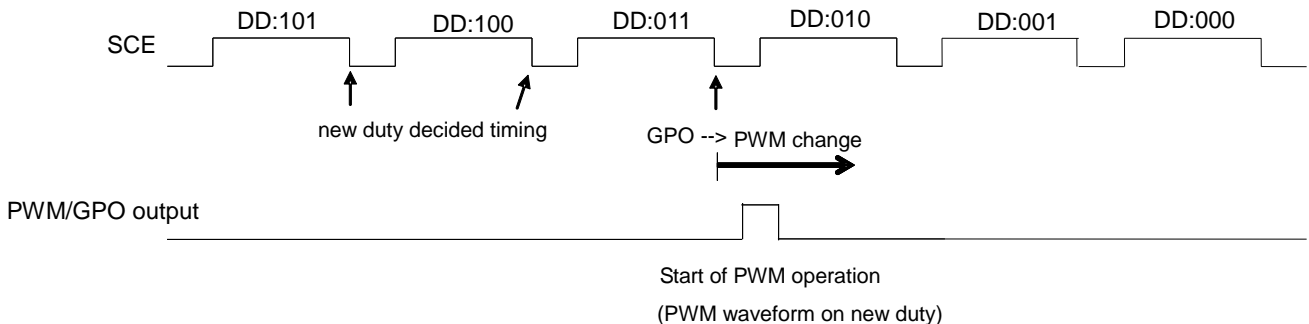 DD:101 DD:100 DD:011 DD:010 DD:001 DD:000
SCE
new duty decided timing
GPO --> PWM change
PWM/GPO output
Start of PWM operation
(PWM waveform on new duty)